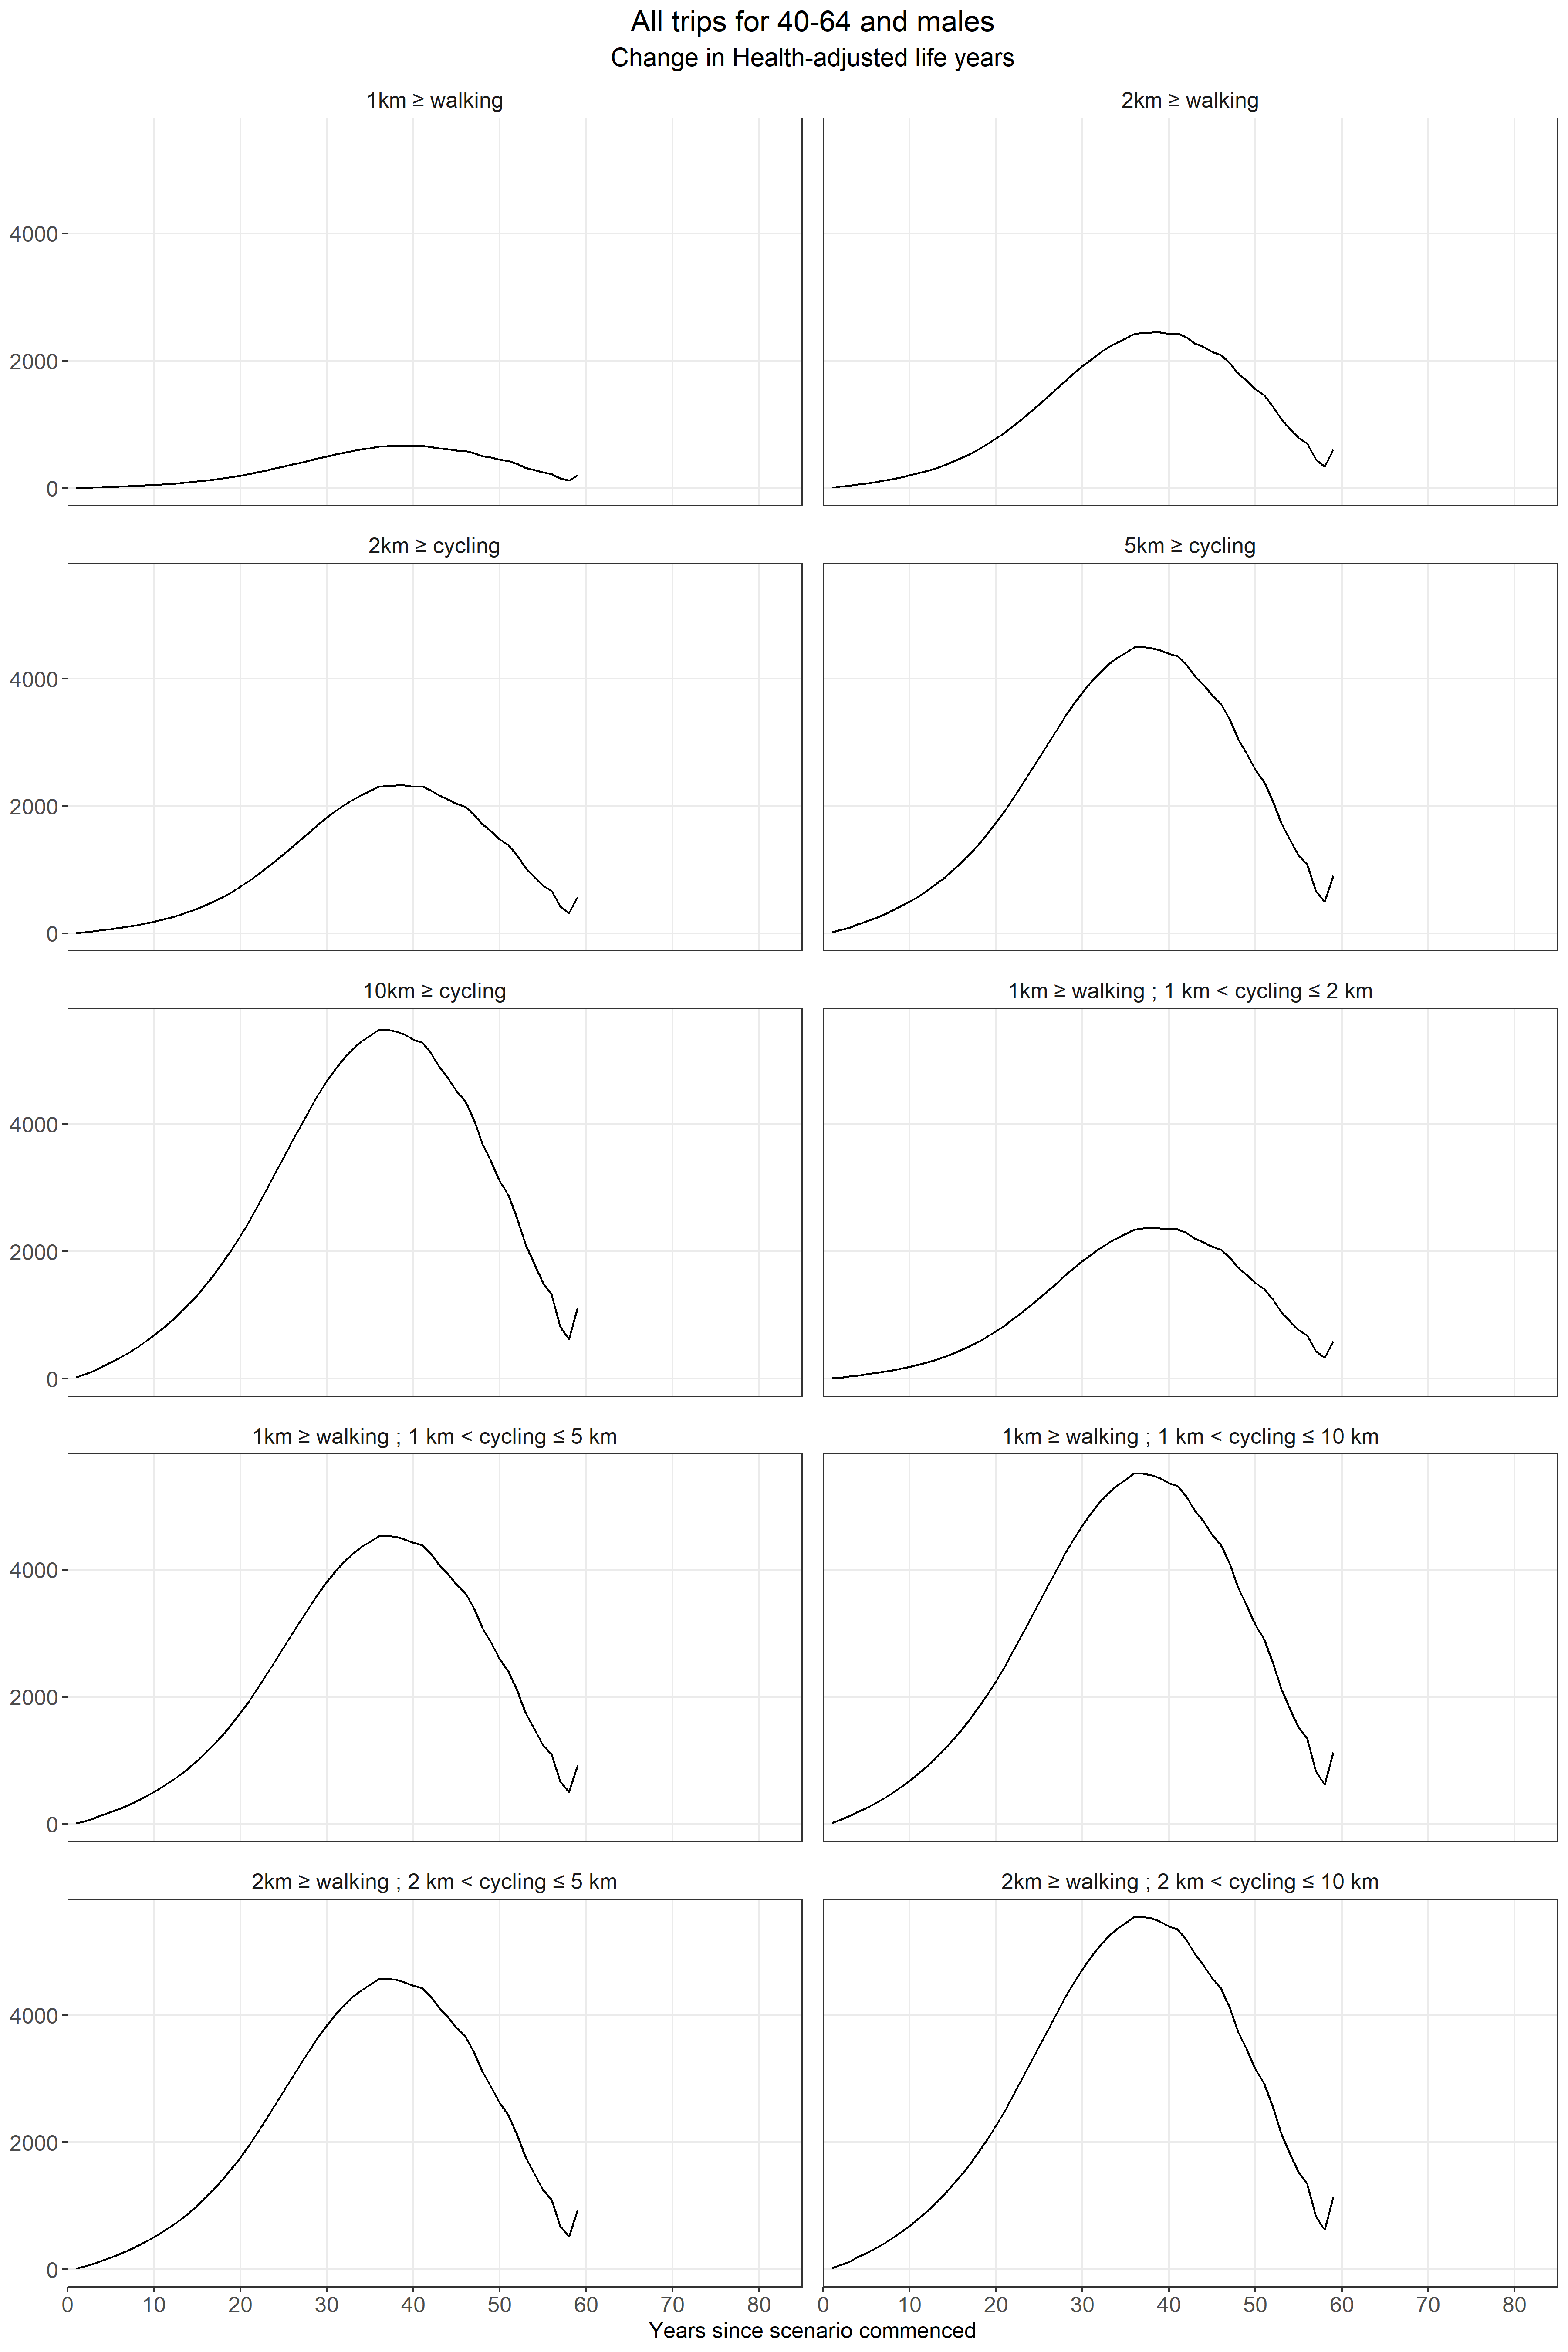 All trips for 40-64 and males
Change in Health-adjusted life years
1km ≥ walking
2km ≥ walking
4000
2000
0
2km ≥ cycling
5km ≥ cycling
4000
2000
0
10km ≥ cycling
1km ≥ walking ; 1 km < cycling ≤ 2 km
4000
2000
0
1km ≥ walking ; 1 km < cycling ≤ 5 km
1km ≥ walking ; 1 km < cycling ≤ 10 km
4000
2000
0
2km ≥ walking ; 2 km < cycling ≤ 5 km
2km ≥ walking ; 2 km < cycling ≤ 10 km
4000
2000
0
0 10 20 30 40 50 60 70 80
0 10 20 30 40 50 60 70 80
Years since scenario commenced